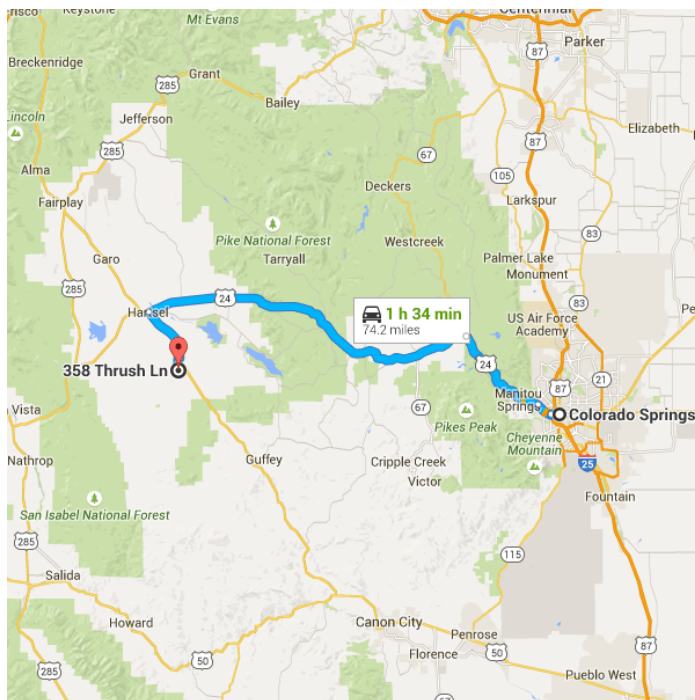 risco
Keystone
Mt Evans
Centennial
87
Parker
Breckenridge
Grant
285
Bailey
Lincoln
Jefferson
285
87
Elizabeth
67
Alma
105
Deckers
Larkspur
Fairplay
83
Pike National Forest
Westcreek
Garo
Tarryall
Palmer Lake
Monument
285
24
83
Hartsel
1 h 34 min
74.2 miles
US Air Force
Academy
358 Thrush Ln
24
87
21
Manitou
Springs
Colorado Springs
Vista
67
Pikes Peak
Cheyenne
Mountain
Nathrop
Guffey
Cripple Creek
Victor
25
Fountain
San Isabel National Forest
285
115
Salida
Howard
Canon City
Penrose
87
50
Florence
50
285
67
Pueblo West